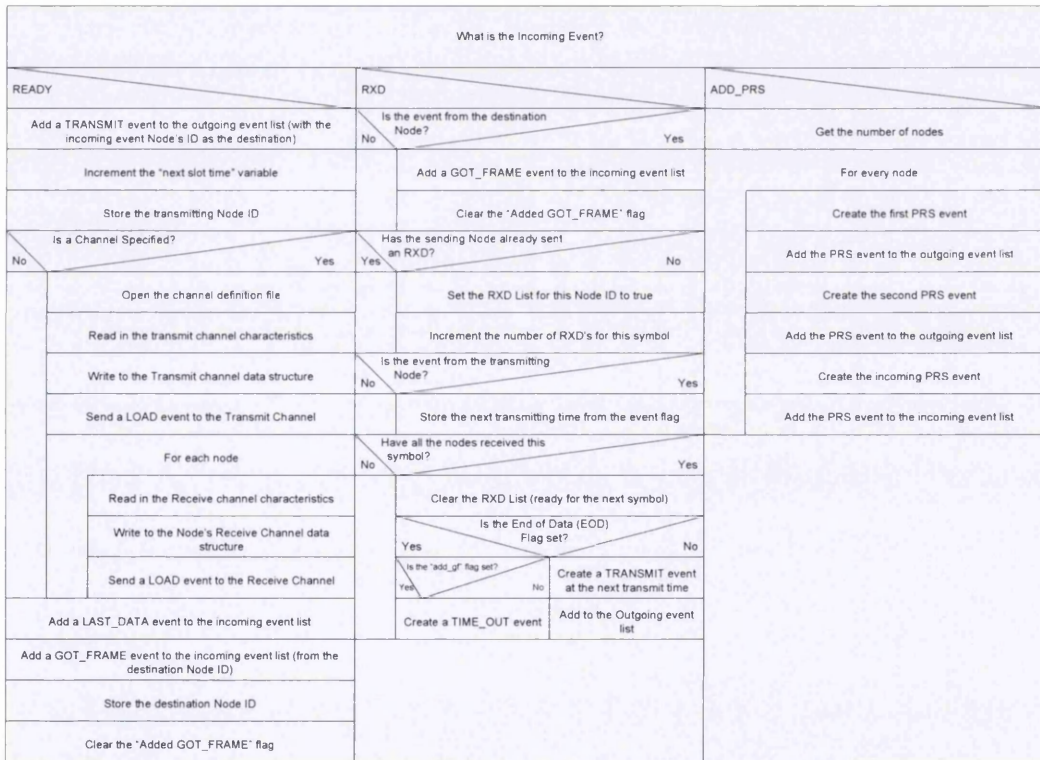 What is the Incoming Event?
READY
Add a TRANSMIT event to the outgoing event list (with the
incoming event Node's ID as the destination)
Increment the "next slot time" variable
Store the transmitting Node ID
Is a Channel Specified?
No
Yes
Open the channel definition file
Read in the transmit channel characteristics
Write to the Transmit channel data structure
Send a LOAD event to the Transmit Channel
For each node
Read in the Receive channel characteristics
Write to the Node's Receive Channel data
structure
Send a LOAD event to the Receive Channel
Add a LAST_DATA event to the incoming event list
Add a GOT_FRAME event to the incoming event list (from the
destination Node ID)
Store the destination Node ID
Clear the "Added GOT_FRAME" flag
RXD
Is the event from the destination
Node?
No
Yes
Add a GOT_FRAME event to the incoming event list
Clear the "Added GOT_FRAME" flag
Has the sending Node already sent
an RXD?
Yes
No
Set the RXD List for this Node ID to true
Increment the number of RXD's for this symbol
Is the event from the transmitting
Node?
No
Yes
Store the next transmitting time from the event flag
Have all the nodes received this
symbol?
No
Yes
Clear the RXD List (ready for the next symbol)
Is the End of Data (EOD)
Flag set?
Yes
No
Is the "add_gf" flag set?
Yes
No
Create a TIME_OUT event
Create a TRANSMIT event
at the next transmit time
Add to the Outgoing event
list
ADD_PRS
Get the number of nodes
For every node
Create the first PRS event
Add the PRS event to the outgoing event list
Create the second PRS event
Add the PRS event to the outgoing event list
Create the incoming PRS event
Add the PRS event to the incoming event list